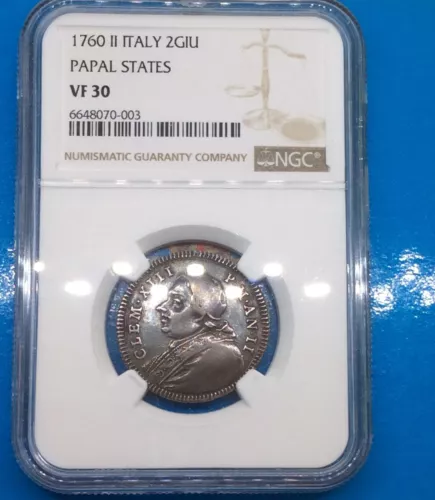 1760 II ITALY 2GIU
PAPAL STATES
VF 30
6648070-003
NUMISMATIC GUARANTY COMPANY NGC®
CLEM·XIII P·M·AN II